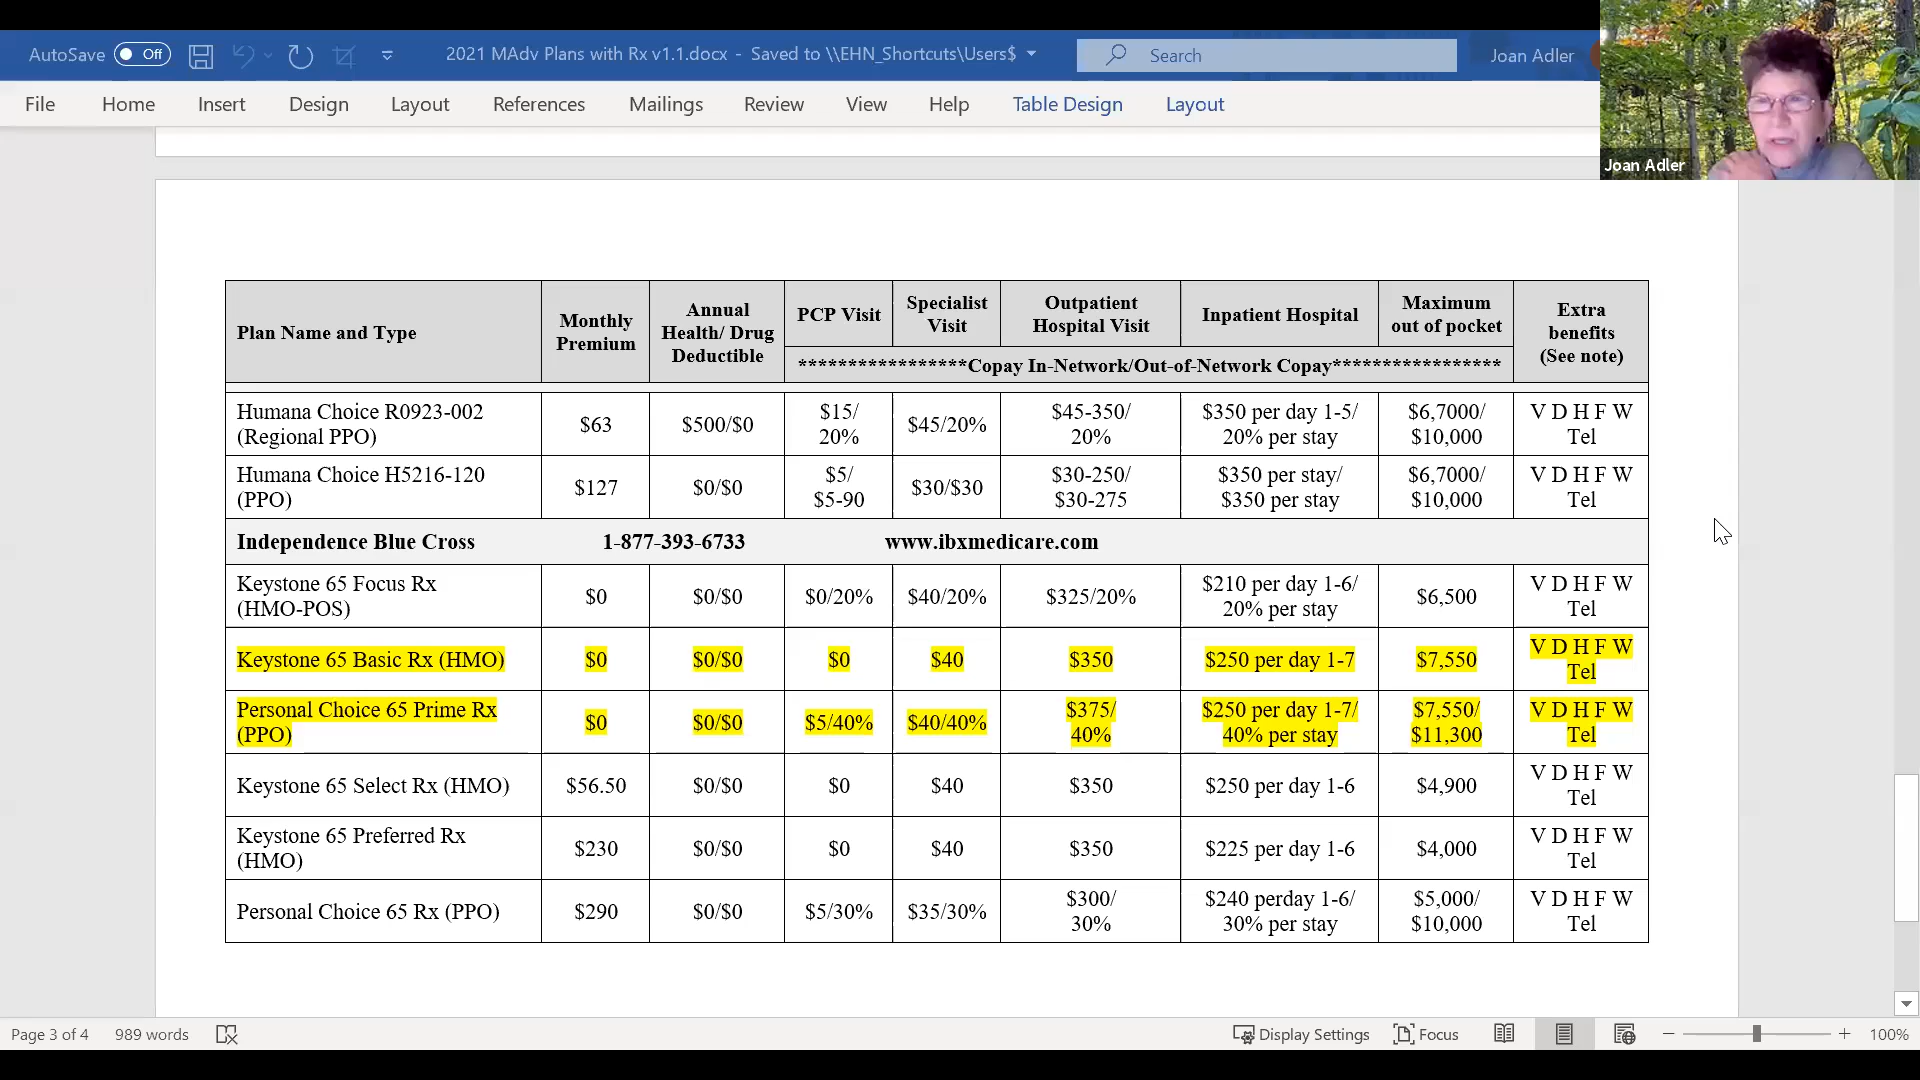 AutoSave Off 2021 MAdv Plans with Rx v1.1.docx - Saved to \\EHN_Shortcuts\Users$ Search Joan Adler
File Home Insert Design Layout References Mailings Review View Help Table Design Layout
Joan Adler
Plan Name and Type
Monthly
Premium
Annual
Health/ Drug
Deductible
PCP Visit
Specialist
Visit
Outpatient
Hospital Visit
Inpatient Hospital
Maximum
out of pocket
Extra
benefits
(See note)
*****************Copay In-Network/Out-of-Network Copay*****************
Humana Choice R0923-002
(Regional PPO)
$63
$500/$0
$15/
20%
$45/20%
$45-350/
20%
$350 per day 1-5/
20% per stay
$6,7000/
$10,000
V D H F W
Tel
Humana Choice H5216-120
(PPO)
$127
$0/$0
$5/
$5-90
$30/$30
$30-250/
$30-275
$350 per stay/
$350 per stay
$6,7000/
$10,000
V D H F W
Tel
Independence Blue Cross 1-877-393-6733 www.ibxmedicare.com
Keystone 65 Focus Rx
(HMO-POS)
$0
$0/$0
$0/20%
$40/20%
$325/20%
$210 per day 1-6/
20% per stay
$6,500
V D H F W
Tel
Keystone 65 Basic Rx (HMO)
$0
$0/$0
$0
$40
$350
$250 per day 1-7
$7,550
V D H F W
Tel
Personal Choice 65 Prime Rx
(PPO)
$0
$0/$0
$5/40%
$40/40%
$375/
40%
$250 per day 1-7/
40% per stay
$7,550/
$11,300
V D H F W
Tel
Keystone 65 Select Rx (HMO)
$56.50
$0/$0
$0
$40
$350
$250 per day 1-6
$4,900
V D H F W
Tel
Keystone 65 Preferred Rx
(HMO)
$230
$0/$0
$0
$40
$350
$225 per day 1-6
$4,000
V D H F W
Tel
Personal Choice 65 Rx (PPO)
$290
$0/$0
$5/30%
$35/30%
$300/
30%
$240 perday 1-6/
30% per stay
$5,000/
$10,000
V D H F W
Tel
Page 3 of 4 989 words Display Settings Focus 100%